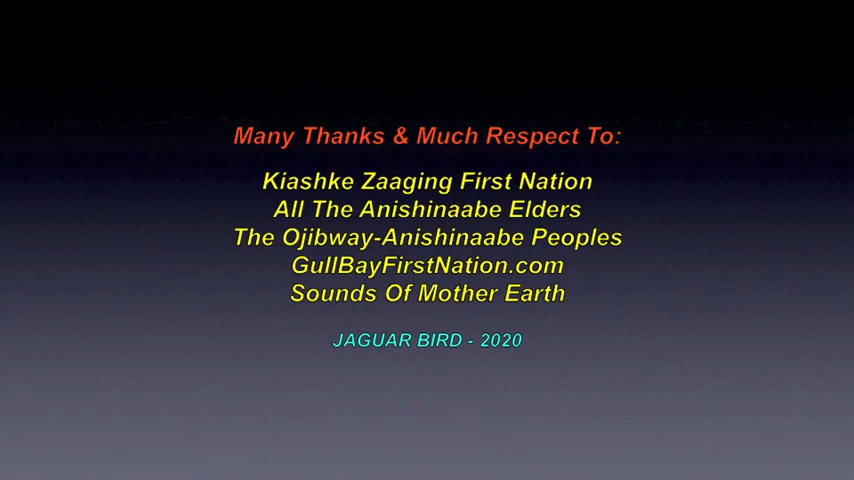 Many Thanks & Much Respect To:
Kiashke Zaaging First Nation
All The Anishinaabe Elders
The Ojibway-Anishinaabe Peoples
GullBayFirstNation.com
Sounds Of Mother Earth
JAGUAR BIRD - 2020